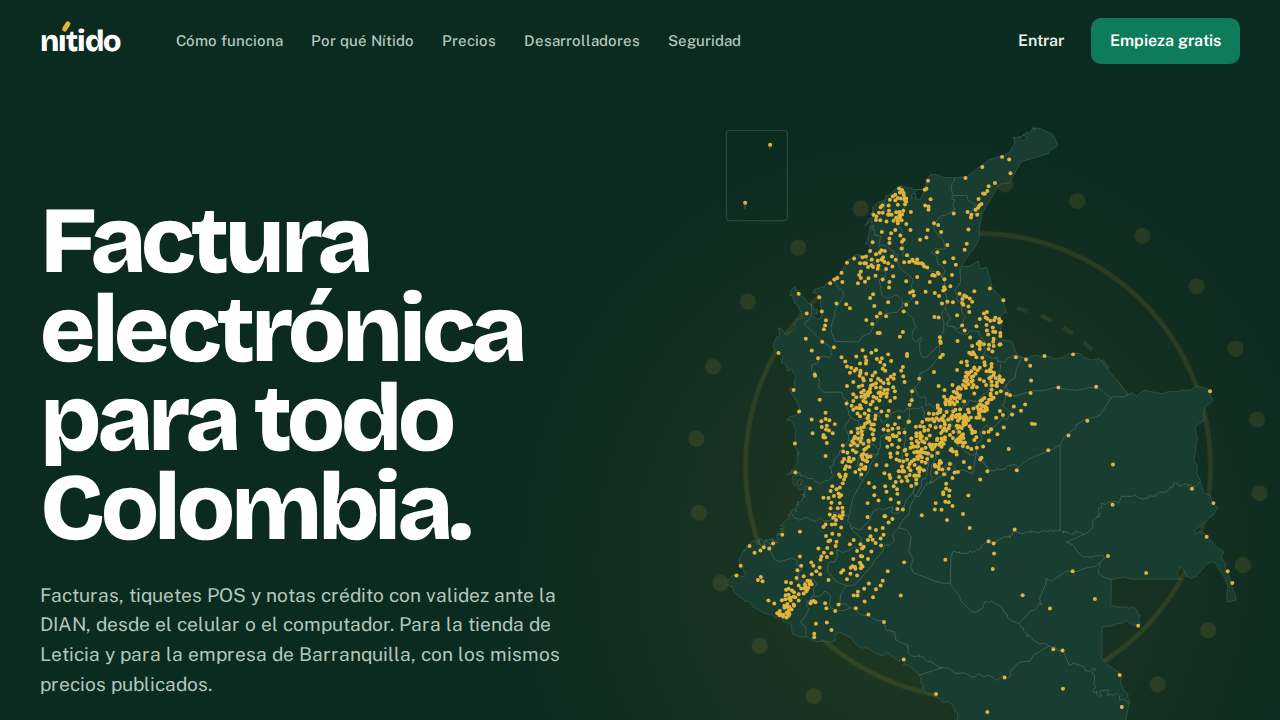 nítido
Cómo funciona
Por qué Nítido
Precios
Desarrolladores
Seguridad
Entrar
Empieza gratis
Factura
electrónica
para todo
Colombia.
Facturas, tiquetes POS y notas crédito con validez ante la
DIAN, desde el celular o el computador. Para la tienda de
Leticia y para la empresa de Barranquilla, con los mismos
precios publicados.